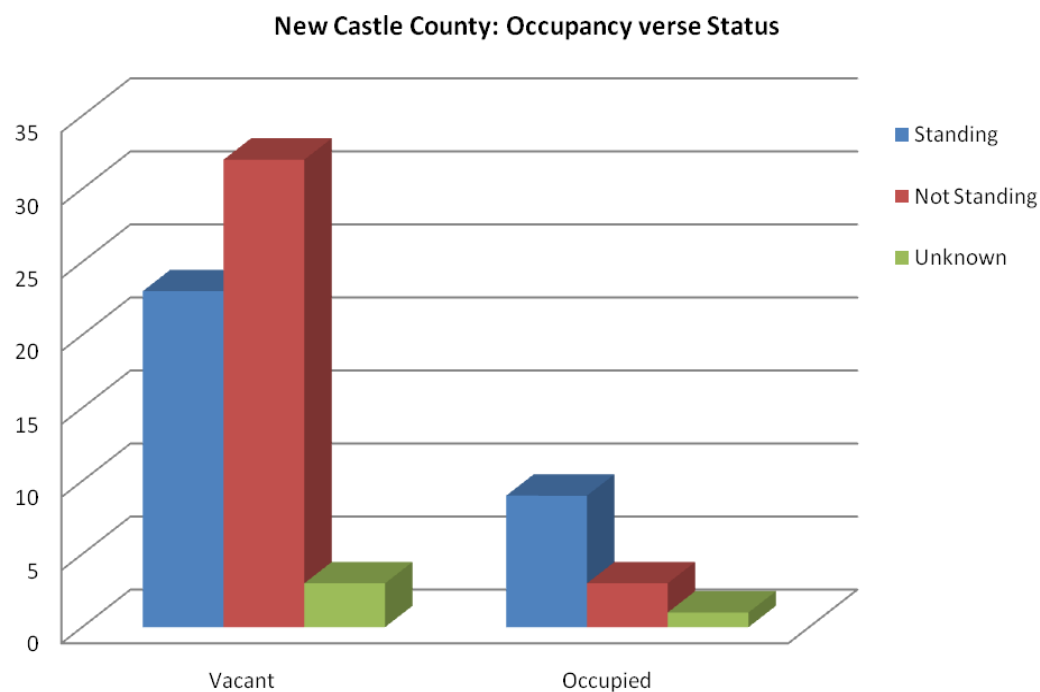 New Castle County: Occupancy verse Status
35
30
25
20
15
10
5
0
Vacant
Occupied
Standing
Not Standing
Unknown